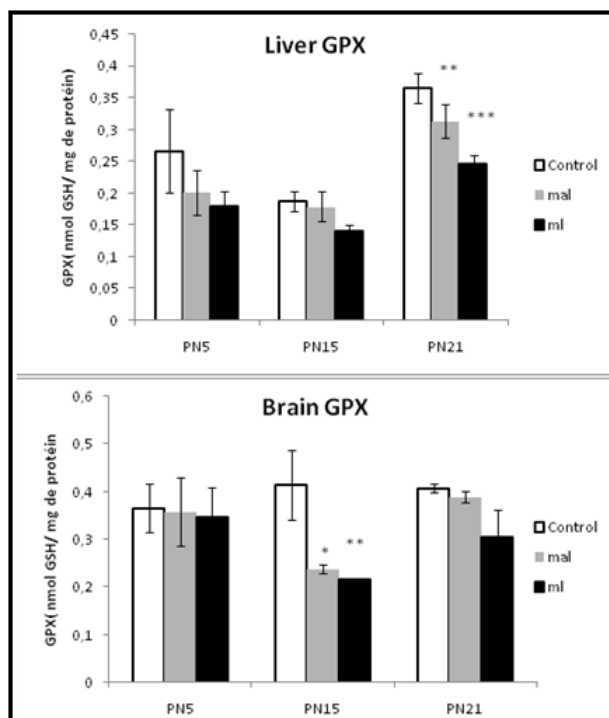 Liver GPX
GPX( nmol GSH/ mg de protéin)
0,45
0,4
0,35
0,3
0,25
0,2
0,15
0,1
0,05
0
**
***
Control
mal
ml
PN5 PN15 PN21
Brain GPX
GPX( nmol GSH/ mg de protéin
0,6
0,5
0,4
0,3
0,2
0,1
0
*
**
Control
mal
ml
PN5 PN15 PN21